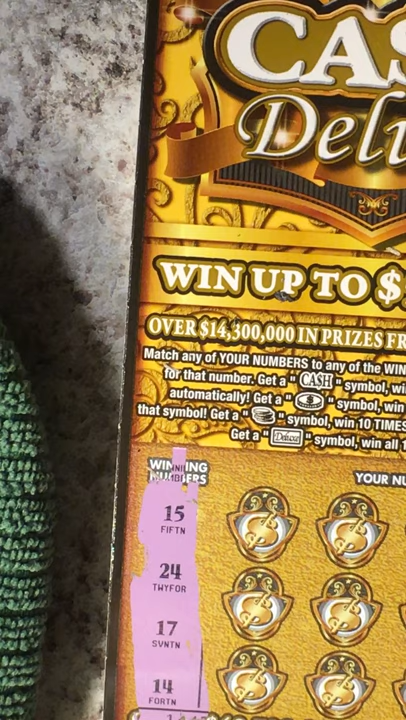 CAS
Delu
WIN UP TO $
OVER $14,300,000 IN PRIZES FR
Match any of YOUR NUMBERS to any of the WIN
for that number. Get a "CASH" symbol, wi
automatically! Get a " " symbol, win
that symbol! Get a " " symbol, win 10 TIMES
Get a "Deluxe" symbol, win all 1
WINNING
NUMBERS
YOUR NU
15
FIFTN
24
TWYFOR
17
SVNTN
14
FORTN